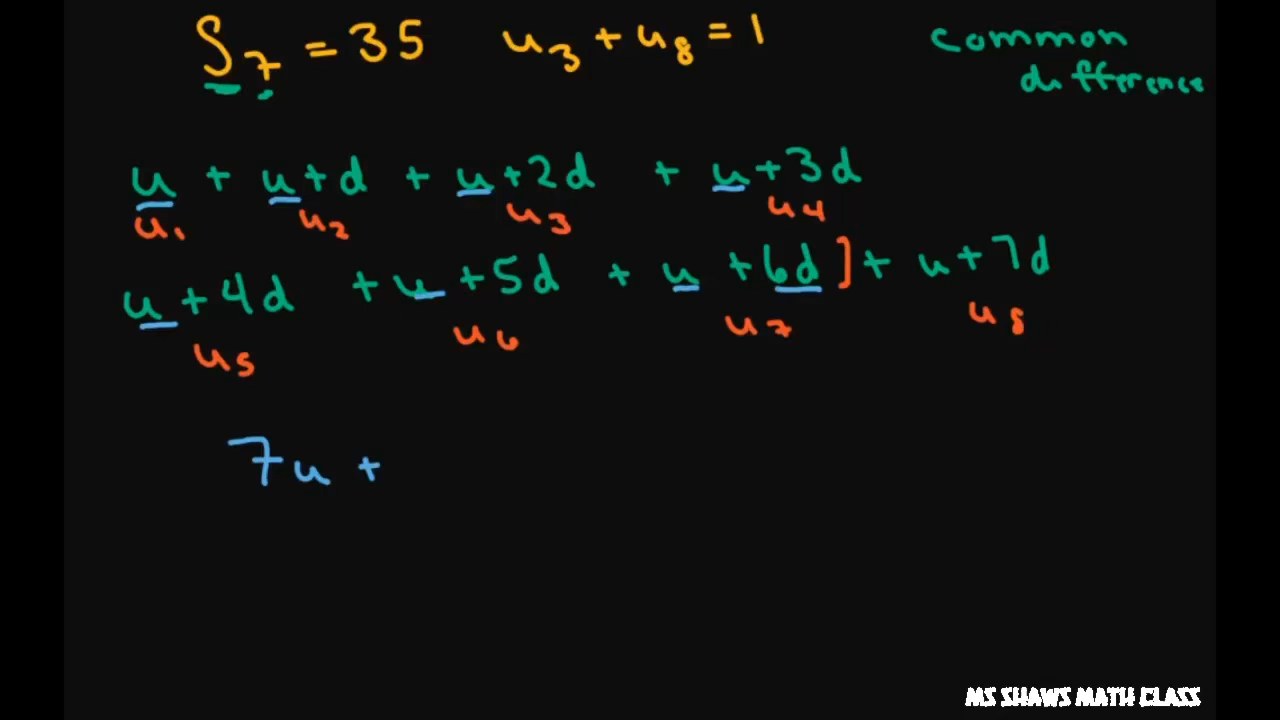 S₇ = 35 u₃ + u₈ = 1
common difference
u + u + d + u + 2d + u + 3d
u₁ u₂ u₃ u₄
u + 4d + u + 5d + u + 6d ] + u + 7d
u₅ u₆ u₇ u₈
7u +
MS SHAWS MATH CLASS